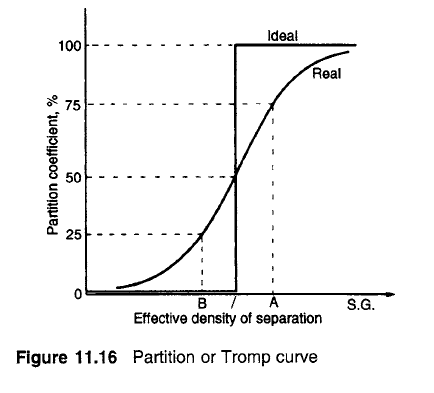 Ideal
100
Real
75
Partition coefficient, %
50
25
0
B / A S.G.
Effective density of separation
Figure 11.16 Partition or Tromp curve